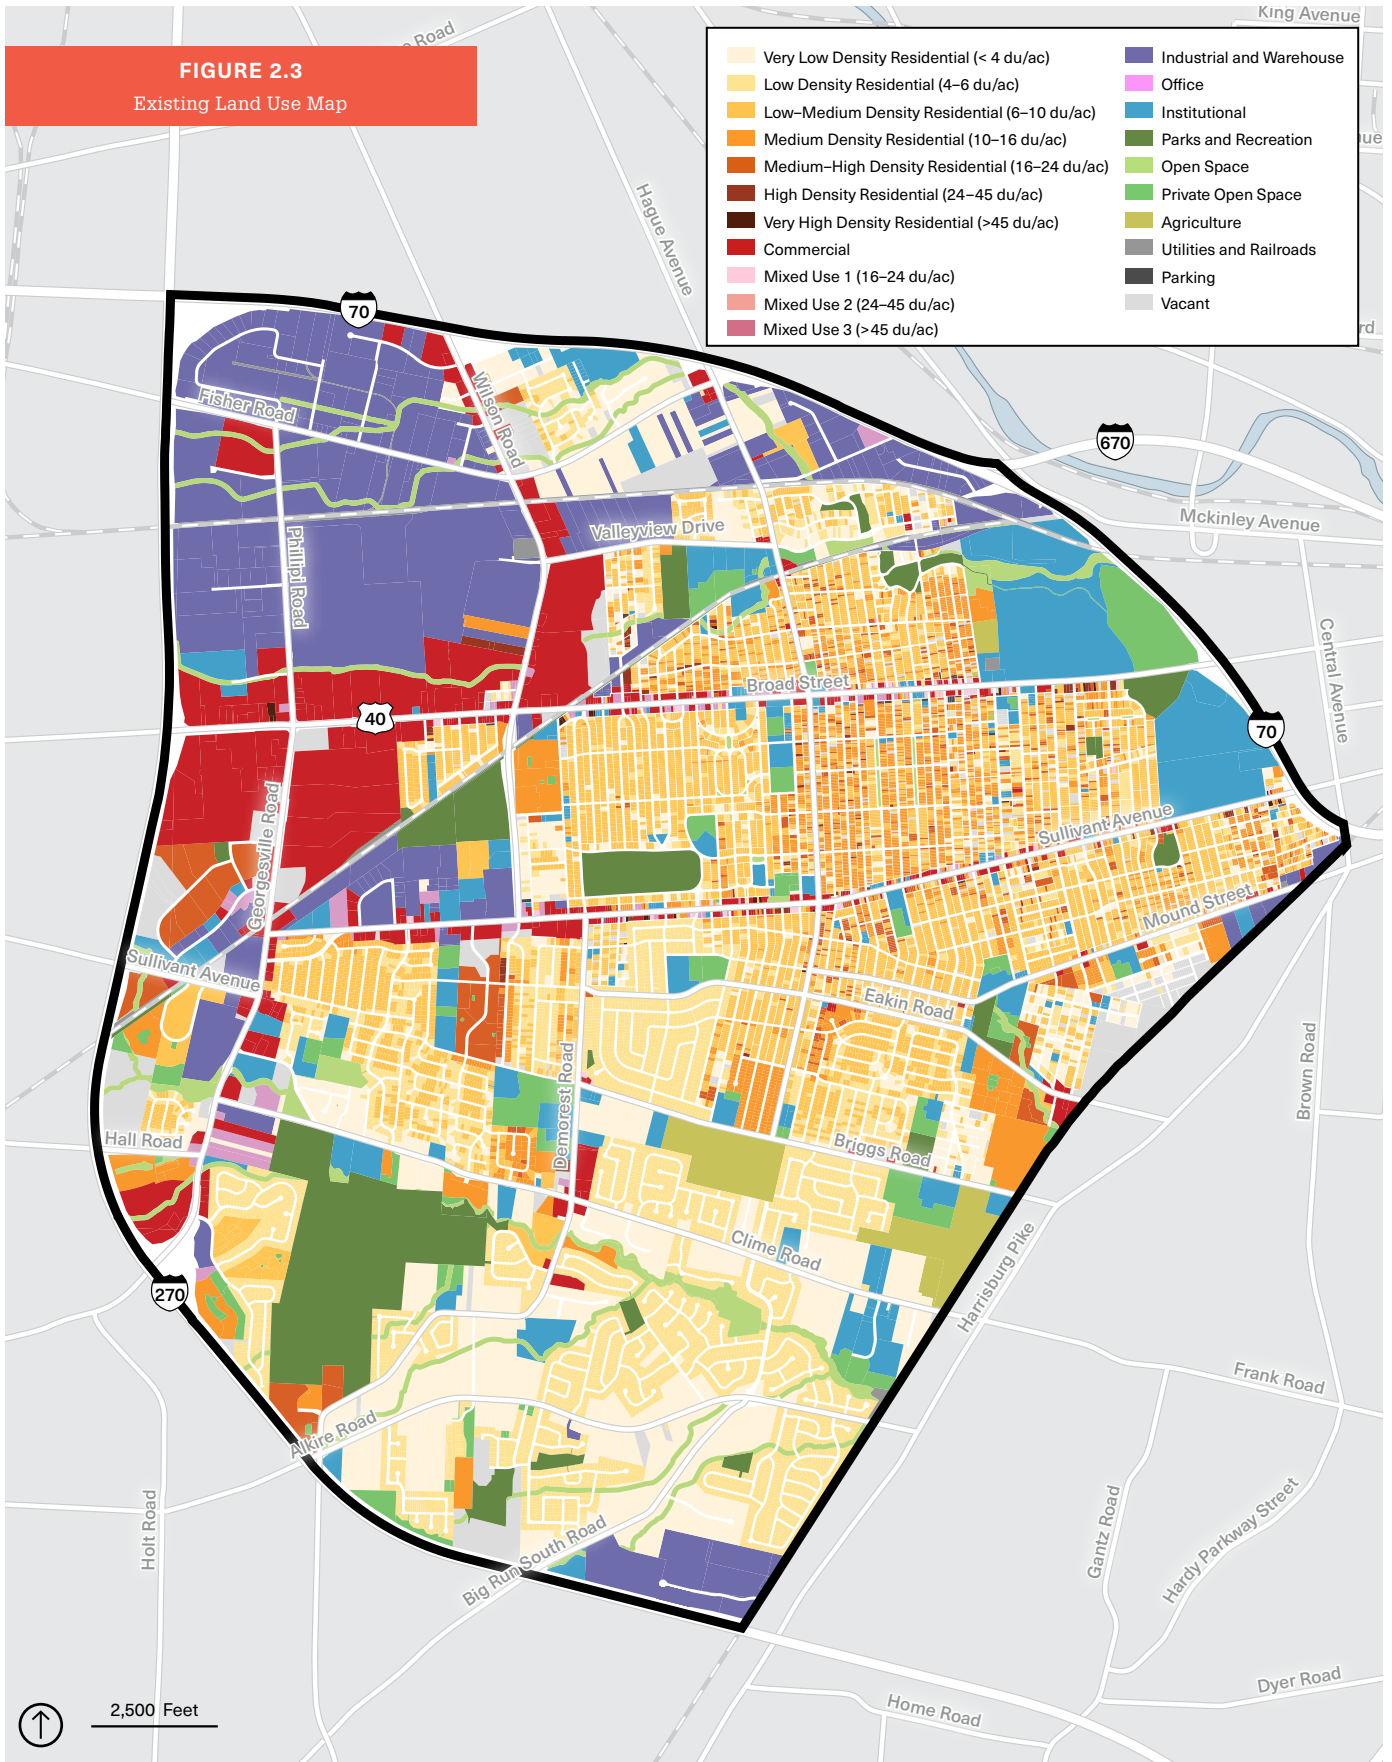 King Avenue
Road
FIGURE 2.3
Existing Land Use Map
Very Low Density Residential (< 4 du/ac)
Low Density Residential (4–6 du/ac)
Low–Medium Density Residential (6–10 du/ac)
Medium Density Residential (10–16 du/ac)
Medium–High Density Residential (16–24 du/ac)
High Density Residential (24–45 du/ac)
Very High Density Residential (>45 du/ac)
Commercial
Mixed Use 1 (16–24 du/ac)
Mixed Use 2 (24–45 du/ac)
Mixed Use 3 (>45 du/ac)
Industrial and Warehouse
Office
Institutional
Parks and Recreation
Open Space
Private Open Space
Agriculture
Utilities and Railroads
Parking
Vacant
Hague Avenue
70
Fisher Road
Wilson Road
670
Mckinley Avenue
Valleyview Drive
Phillipi Road
Central Avenue
Broad Street
40
70
Georgesville Road
Sullivant Avenue
Mound Street
Sullivant Avenue
Eakin Road
Demorest Road
Brown Road
Hall Road
Briggs Road
Clime Road
Harrisburg Pike
270
Frank Road
Alkire Road
Holt Road
Gantz Road
Hardy Parkway Street
Big Run South Road
Dyer Road
Home Road
2,500 Feet